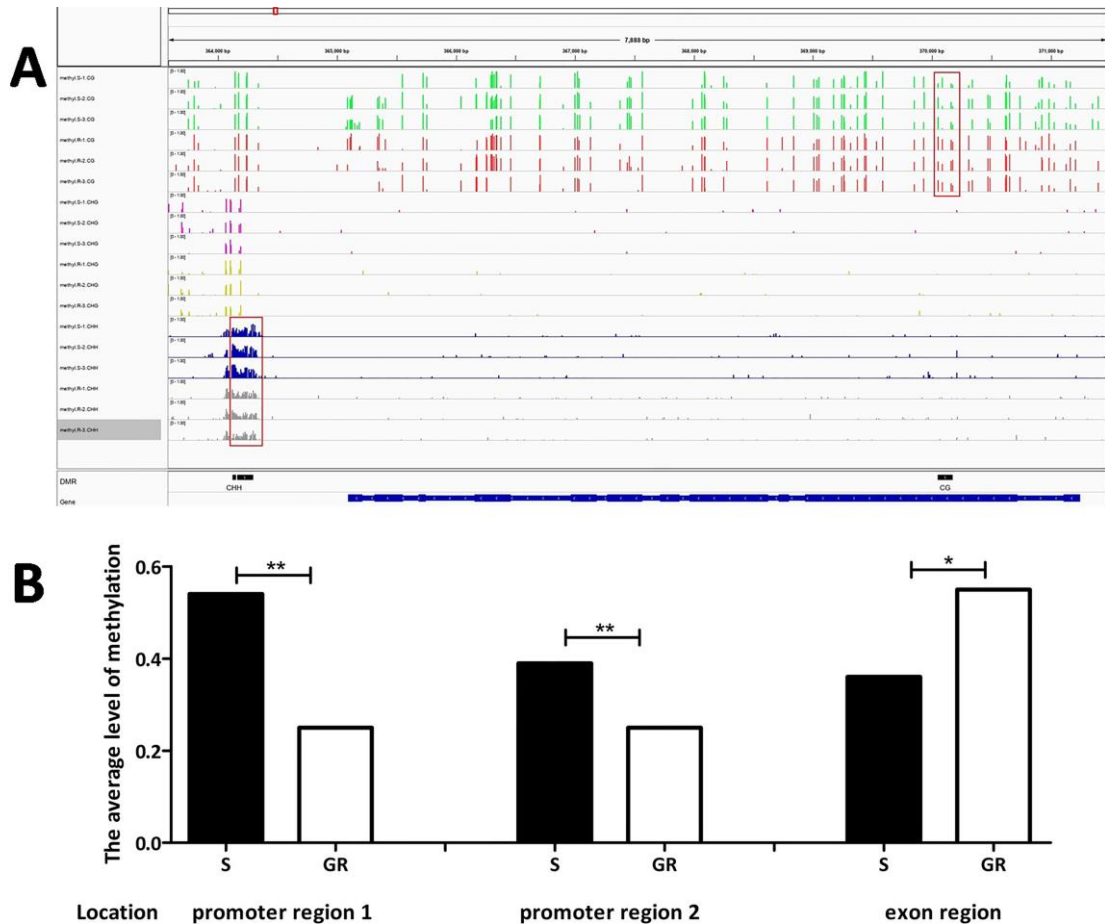 A
7,888 bp
364,000 bp 365,000 bp 366,000 bp 367,000 bp 368,000 bp 369,000 bp 370,000 bp 371,000 bp
methyl.S-1.CG
methyl.S-2.CG
methyl.S-3.CG
methyl.R-1.CG
methyl.R-2.CG
methyl.R-3.CG
methyl.S-1.CHG
methyl.S-2.CHG
methyl.S-3.CHG
methyl.R-1.CHG
methyl.R-2.CHG
methyl.R-3.CHG
methyl.S-1.CHH
methyl.S-2.CHH
methyl.S-3.CHH
methyl.R-1.CHH
methyl.R-2.CHH
methyl.R-3.CHH
DMR
CHH CG
Gene
B
The average level of methylation
0.6
0.4
0.2
0.0
** ** *
S GR S GR S GR
Location promoter region 1 promoter region 2 exon region